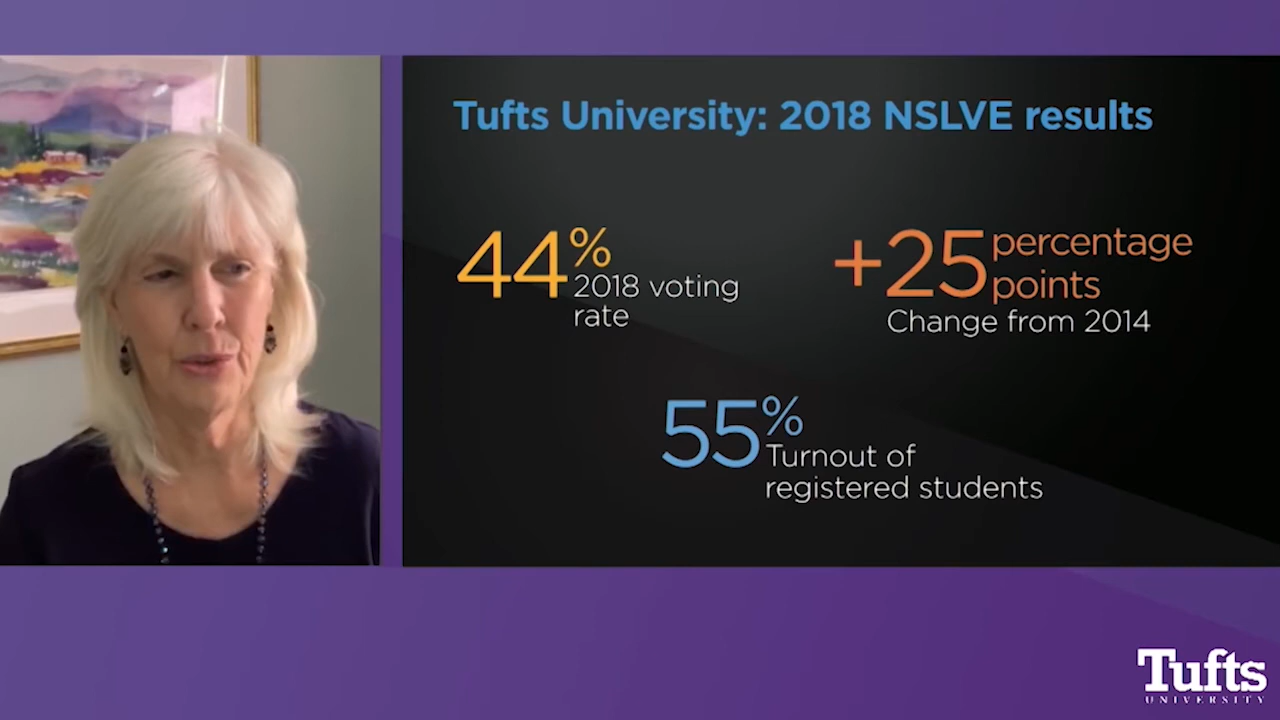 Tufts University: 2018 NSLVE results
44%
2018 voting
rate
+25 percentage
points
Change from 2014
55%
Turnout of
registered students
Tufts
UNIVERSITY